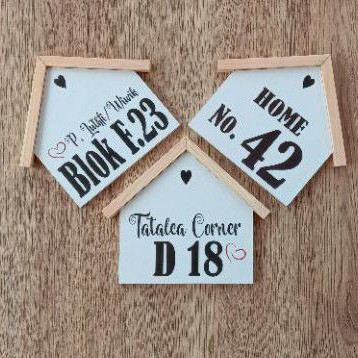 Blok F.23
HOME
No. 42
Tatalea Corner
D 18